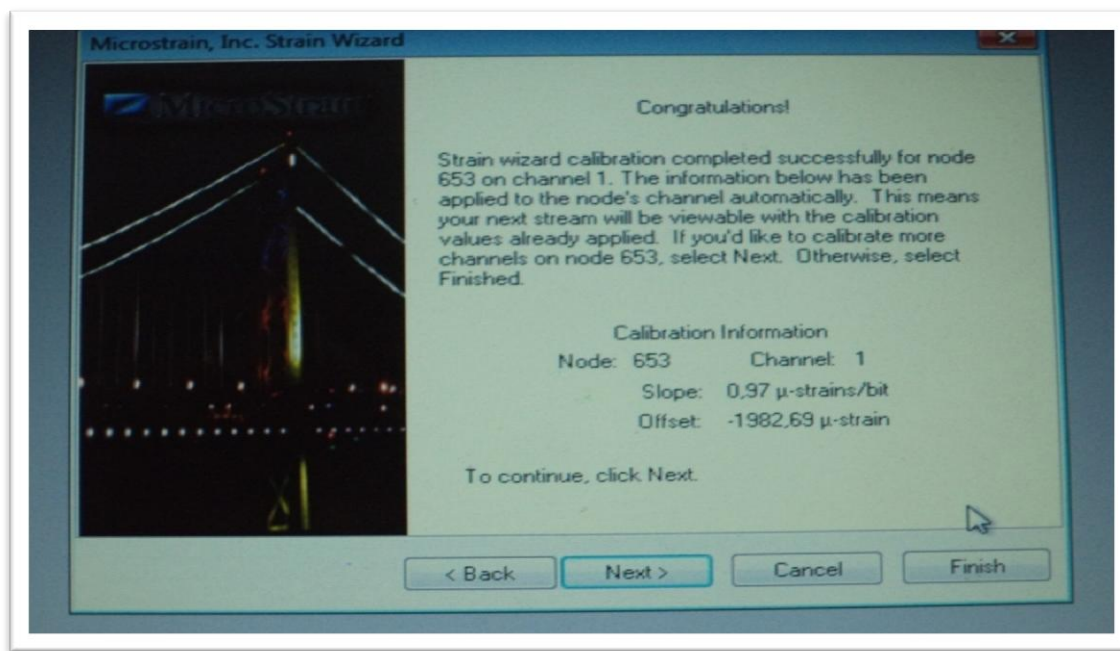 Microstrain, Inc. Strain Wizard
MicroStrain
Congratulations!
Strain wizard calibration completed successfully for node
653 on channel 1. The information below has been
applied to the node's channel automatically. This means
your next stream will be viewable with the calibration
values already applied. If you'd like to calibrate more
channels on node 653, select Next. Otherwise, select
Finished.
Calibration Information
Node: 653 Channel: 1
Slope: 0,97 µ-strains/bit
Offset: -1982,69 µ-strain
To continue, click Next.
< Back Next > Cancel Finish